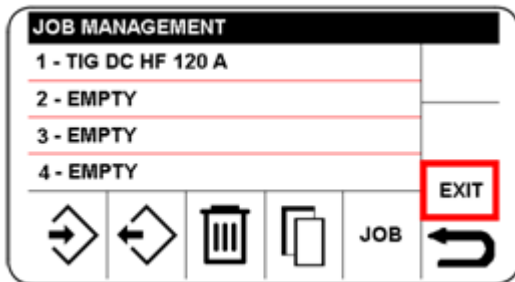 JOB MANAGEMENT
1 - TIG DC HF 120 A
2 - EMPTY
3 - EMPTY
4 - EMPTY
EXIT
JOB